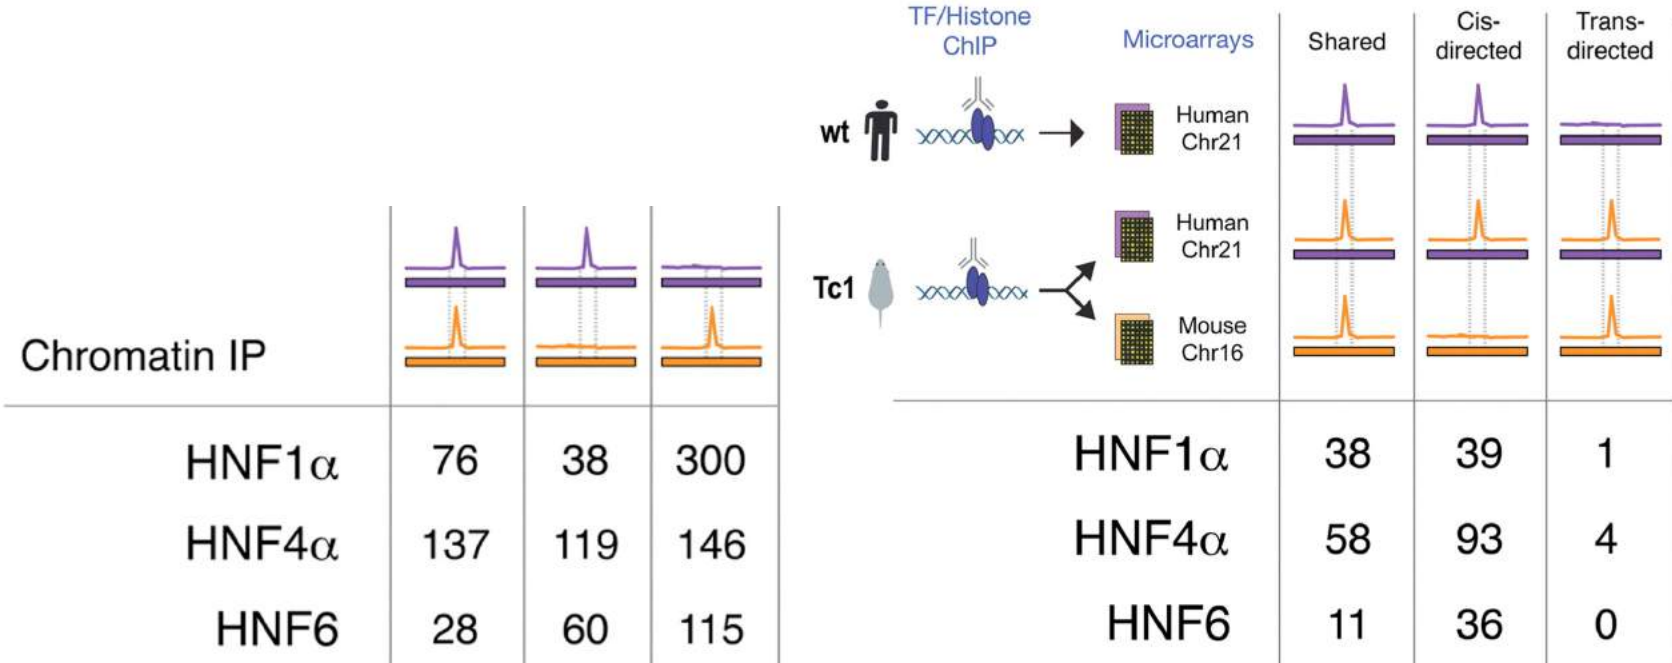 Chromatin IP
HNF1α 76 38 300
HNF4α 137 119 146
HNF6 28 60 115
TF/Histone
ChIP
Microarrays
Shared
Cis-
directed
Trans-
directed
wt
Human
Chr21
Tc1
Human
Chr21
Mouse
Chr16
HNF1α 38 39 1
HNF4α 58 93 4
HNF6 11 36 0